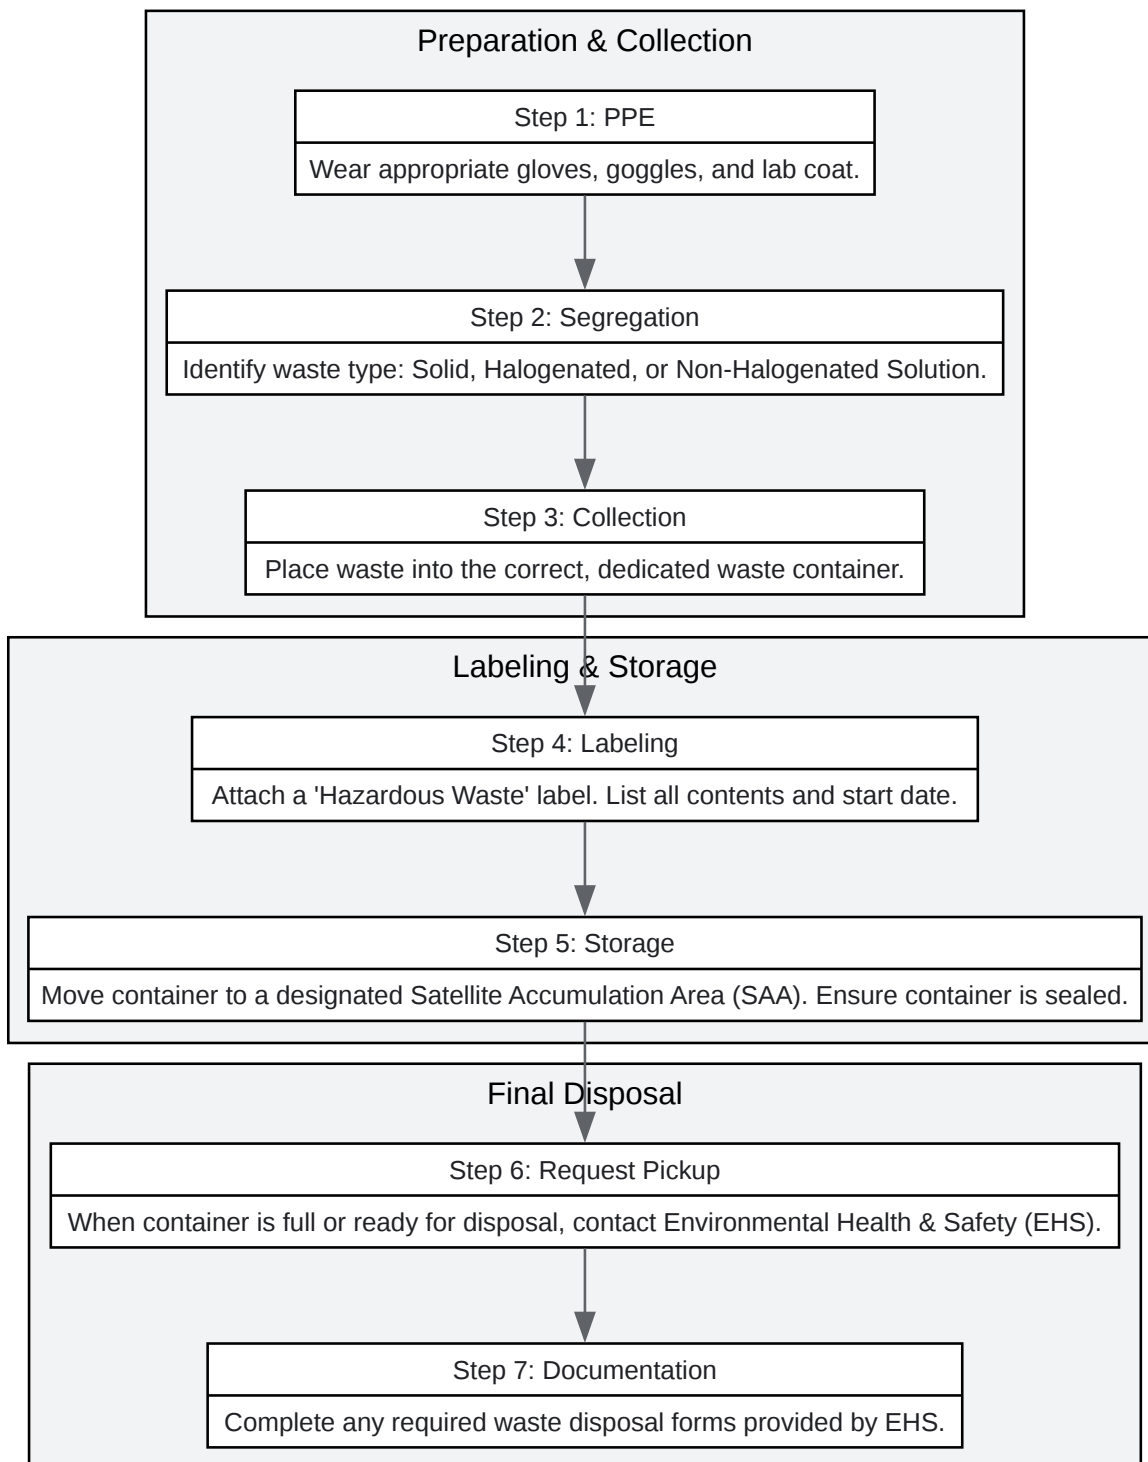 Preparation & Collection
Step 1: PPE
Wear appropriate gloves, goggles, and lab coat.
Step 2: Segregation
Identify waste type: Solid, Halogenated, or Non-Halogenated Solution.
Step 3: Collection
Place waste into the correct, dedicated waste container.
Labeling & Storage
Step 4: Labeling
Attach a 'Hazardous Waste' label. List all contents and start date.
Step 5: Storage
Move container to a designated Satellite Accumulation Area (SAA). Ensure container is sealed.
Final Disposal
Step 6: Request Pickup
When container is full or ready for disposal, contact Environmental Health & Safety (EHS).
Step 7: Documentation
Complete any required waste disposal forms provided by EHS.